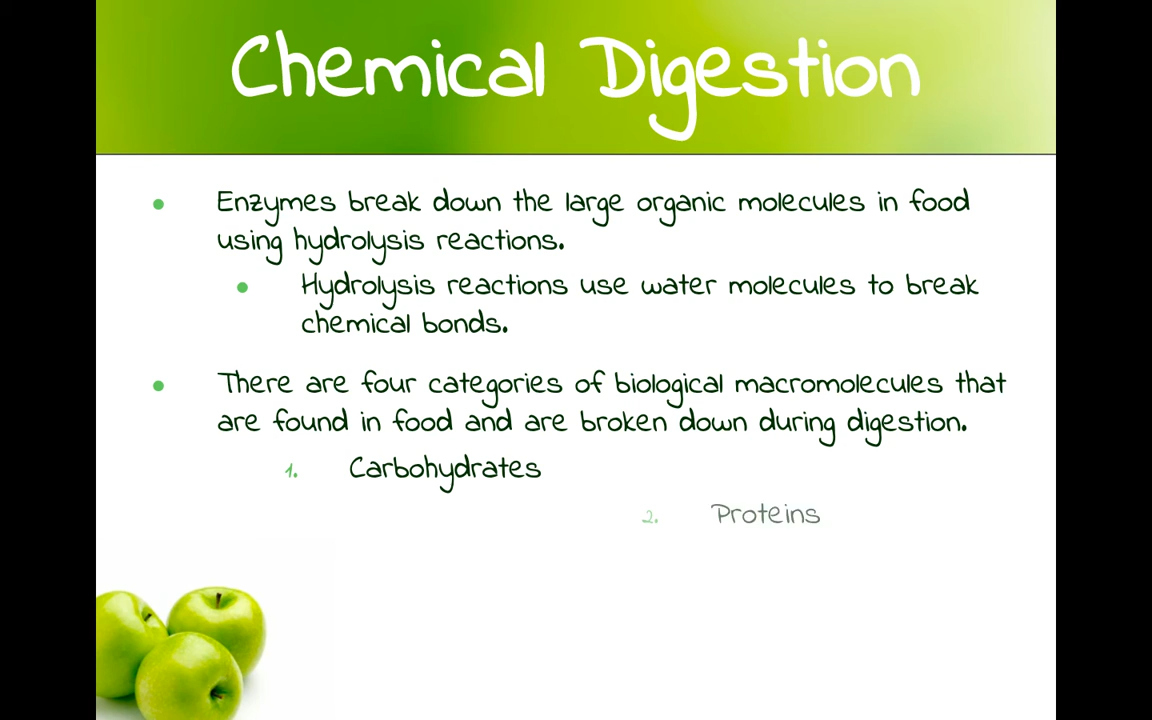 Chemical Digestion
• Enzymes break down the large organic molecules in food
using hydrolysis reactions.
• Hydrolysis reactions use water molecules to break
chemical bonds.
• There are four categories of biological macromolecules that
are found in food and are broken down during digestion.
1. Carbohydrates
2. Proteins